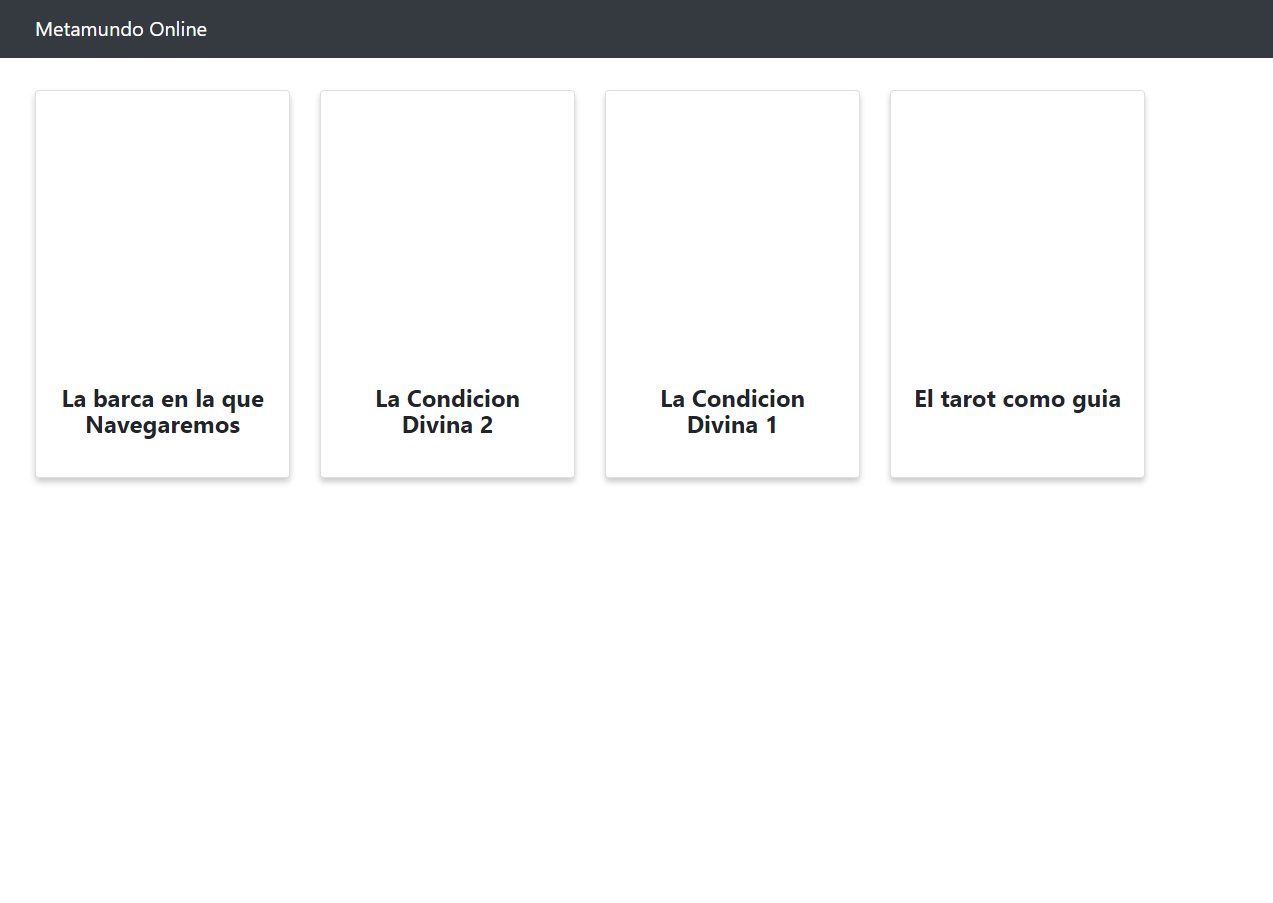 Metamundo Online
La barca en la que
Navegaremos
La Condicion
Divina 2
La Condicion
Divina 1
El tarot como guia